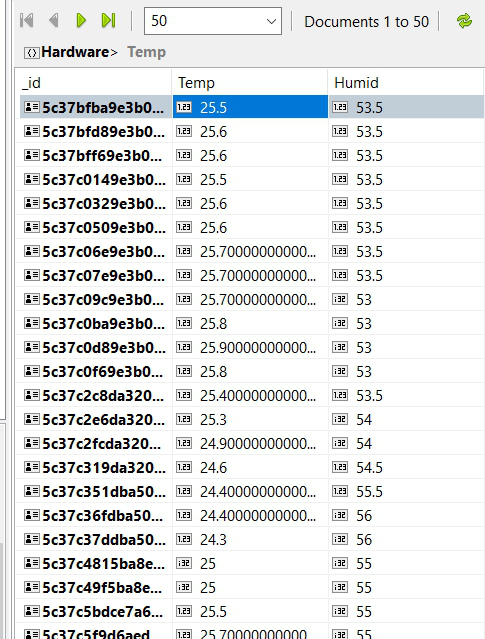 50 Documents 1 to 50
Hardware> Temp
_id Temp Humid
5c37bfba9e3b0... 25.5 53.5
5c37bfd89e3b0... 25.6 53.5
5c37bff69e3b0... 25.6 53.5
5c37c0149e3b0... 25.5 53.5
5c37c0329e3b0... 25.6 53.5
5c37c0509e3b0... 25.6 53.5
5c37c06e9e3b0... 25.70000000000... 53.5
5c37c07e9e3b0... 25.70000000000... 53.5
5c37c09c9e3b0... 25.70000000000... 53
5c37c0ba9e3b0... 25.8 53
5c37c0d89e3b0... 25.90000000000... 53
5c37c0f69e3b0... 25.8 53
5c37c2c8da320... 25.40000000000... 53.5
5c37c2e6da320... 25.3 54
5c37c2fcda320... 24.90000000000... 54
5c37c319da320... 24.6 54.5
5c37c351dba50... 24.40000000000... 55.5
5c37c36fdba50... 24.40000000000... 56
5c37c37ddba50... 24.3 56
5c37c4815ba8e... 25 55
5c37c49f5ba8e... 25 55
5c37c5bdce7a6... 25.5 55
5c37c5f9d6aed... 25.70000000000... 55